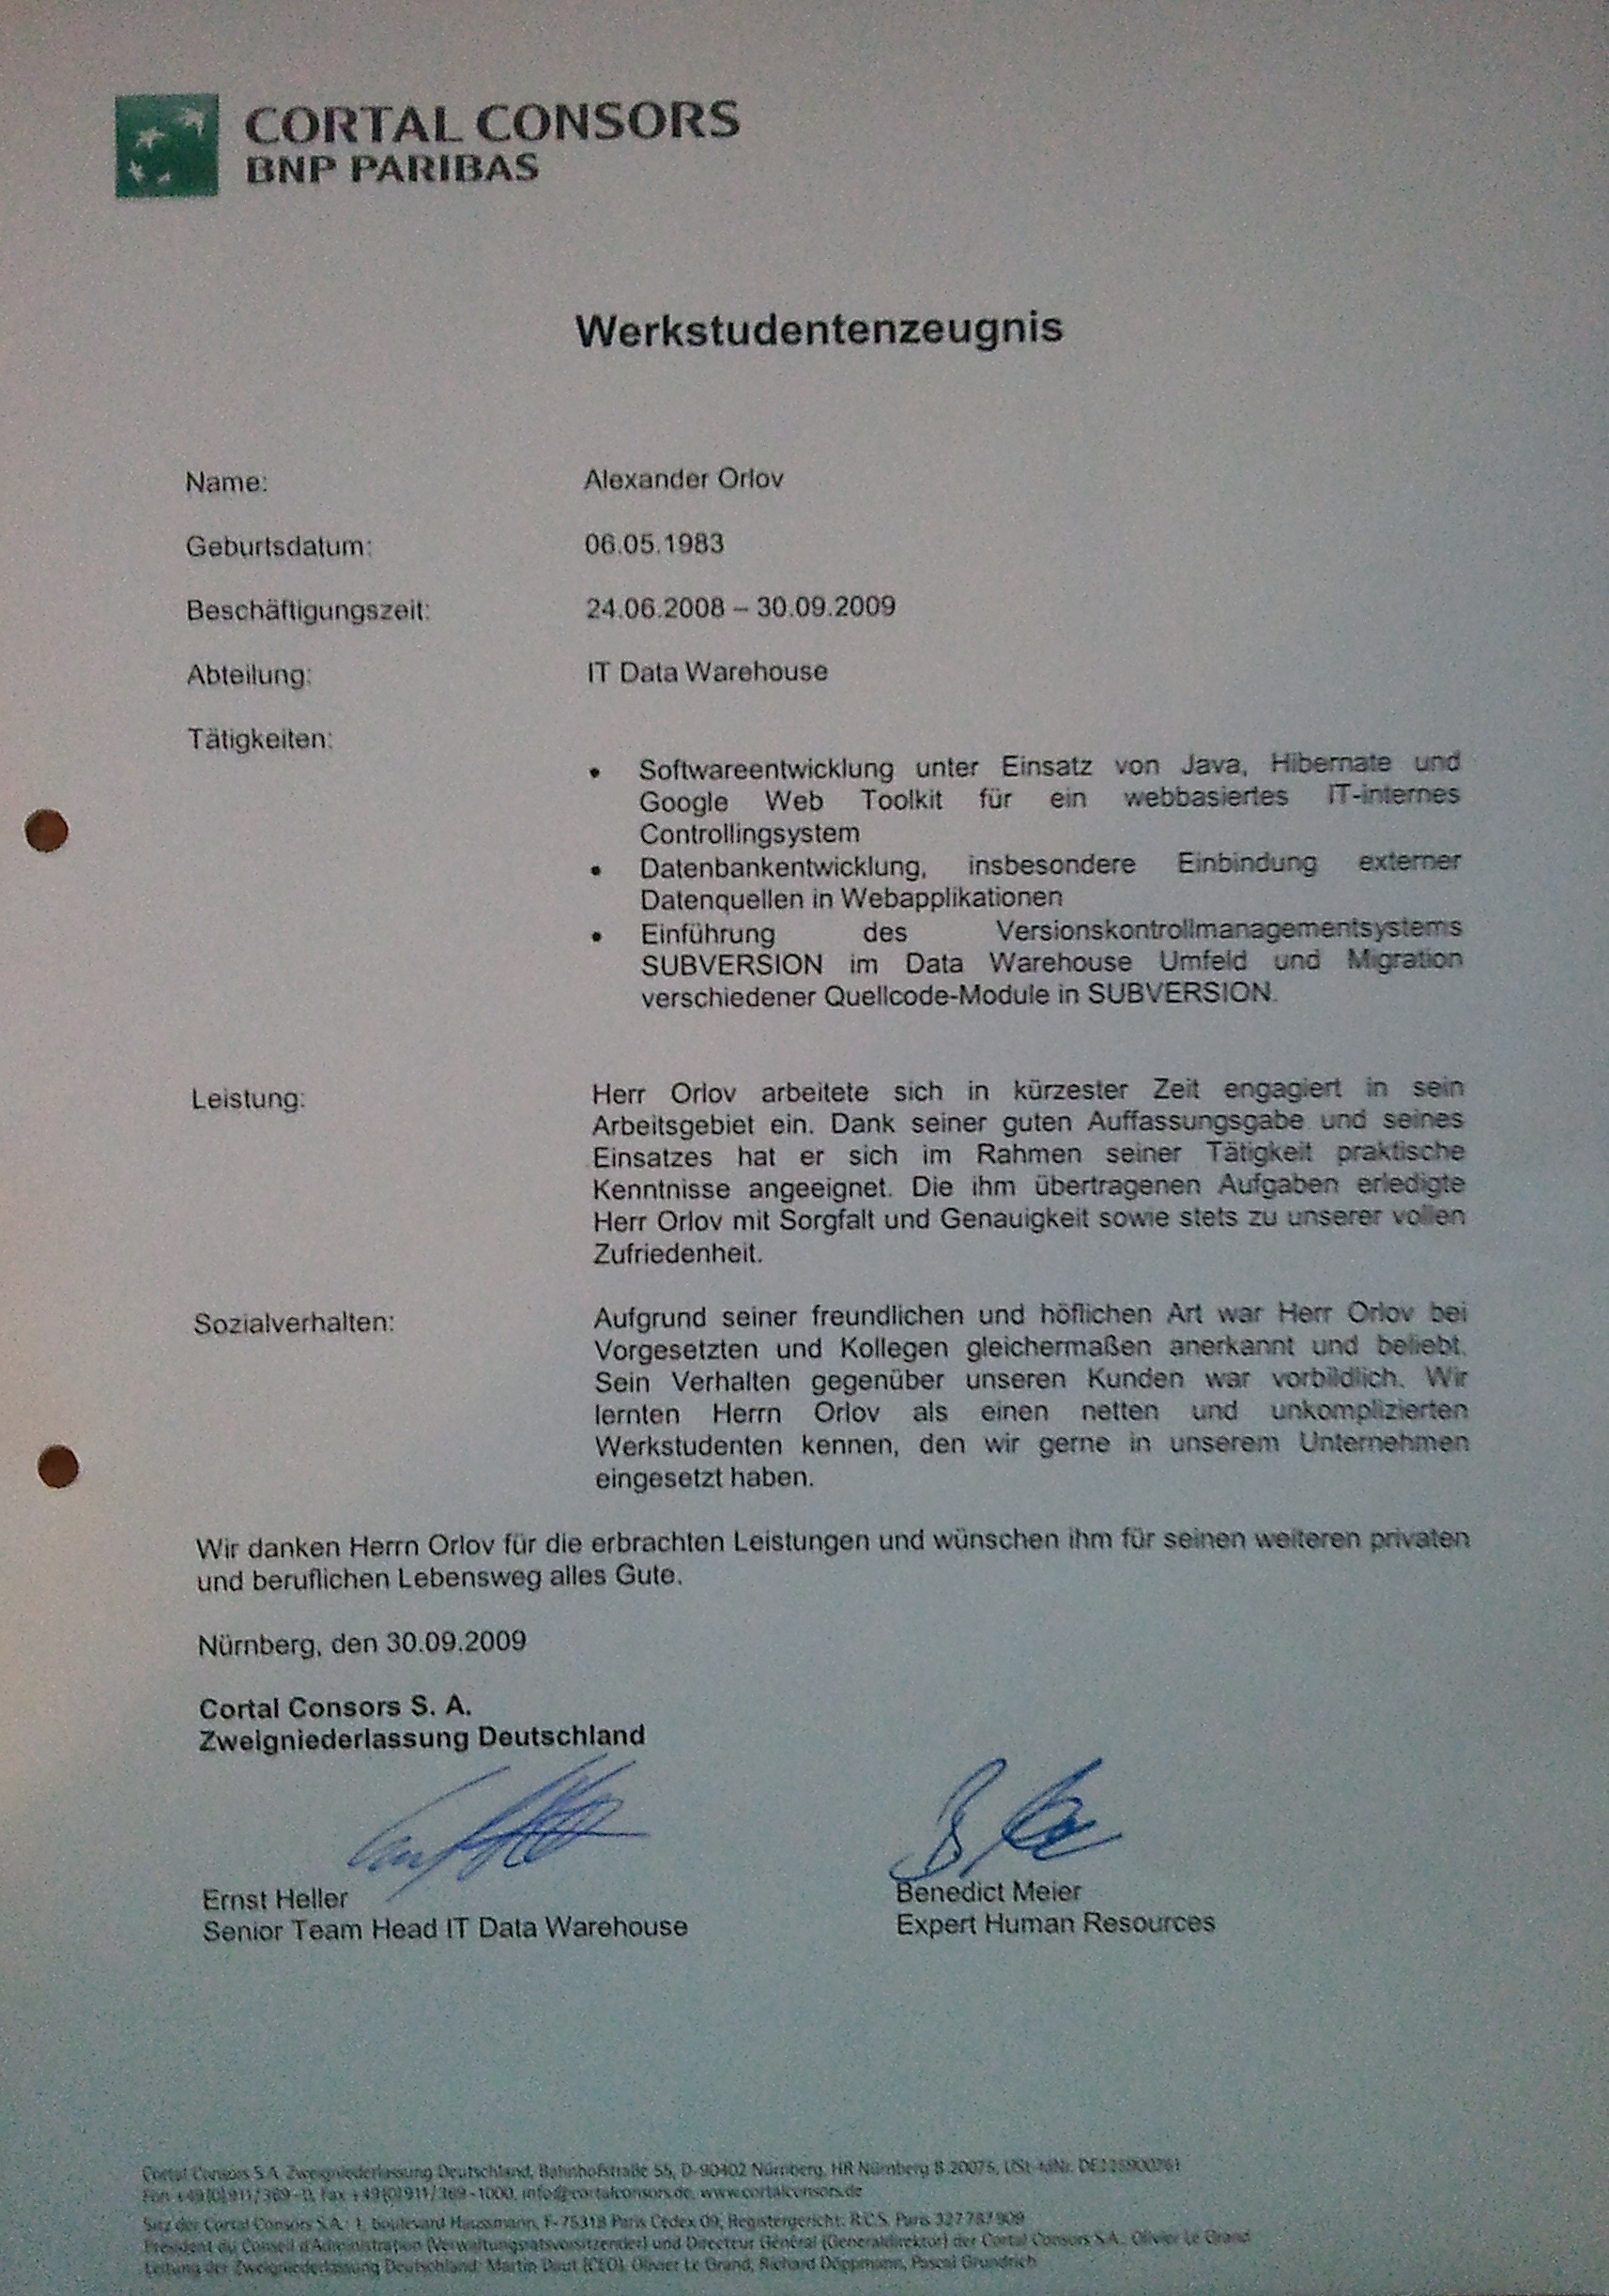 CORTAL CONSORS
BNP PARIBAS
Werkstudentenzeugnis
Name: Alexander Orlov
Geburtsdatum: 06.05.1983
Beschäftigungszeit: 24.06.2008 – 30.09.2009
Abteilung: IT Data Warehouse
Tätigkeiten:
• Softwareentwicklung unter Einsatz von Java, Hibernate und
Google Web Toolkit für ein webbasiertes IT-internes
Controllingsystem
• Datenbankentwicklung, insbesondere Einbindung externer
Datenquellen in Webapplikationen
• Einführung des Versionskontrollmanagementsystems
SUBVERSION im Data Warehouse Umfeld und Migration
verschiedener Quellcode-Module in SUBVERSION.
Leistung: Herr Orlov arbeitete sich in kürzester Zeit engagiert in sein
Arbeitsgebiet ein. Dank seiner guten Auffassungsgabe und seines
Einsatzes hat er sich im Rahmen seiner Tätigkeit praktische
Kenntnisse angeeignet. Die ihm übertragenen Aufgaben erledigte
Herr Orlov mit Sorgfalt und Genauigkeit sowie stets zu unserer vollen
Zufriedenheit.
Sozialverhalten: Aufgrund seiner freundlichen und höflichen Art war Herr Orlov bei
Vorgesetzten und Kollegen gleichermaßen anerkannt und beliebt.
Sein Verhalten gegenüber unseren Kunden war vorbildlich. Wir
lernten Herrn Orlov als einen netten und unkomplizierten
Werkstudenten kennen, den wir gerne in unserem Unternehmen
eingesetzt haben.
Wir danken Herrn Orlov für die erbrachten Leistungen und wünschen ihm für seinen weiteren privaten
und beruflichen Lebensweg alles Gute.
Nürnberg, den 30.09.2009
Cortal Consors S. A.
Zweigniederlassung Deutschland
Ernst Heller Benedict Meier
Senior Team Head IT Data Warehouse Expert Human Resources
Cortal Consors S.A. Zweigniederlassung Deutschland, Bahnhofstraße 55, D-90402 Nürnberg, HR Nürnberg B 20075, USt-IdNr.
Fon +49(0)911/369-0, Fax +49(0)911/369-1000, info@cortalconsors.de, www.cortalconsors.de
Sitz der Cortal Consors S.A.: 1, Boulevard Haussmann, F-75318 Paris Cedex 09, Registergericht: R.C.S. Paris 327 787 909
Président du Conseil d'Administration (Verwaltungsratsvorsitzender) und Directeur Général (Generaldirektor) der Cortal Consors S.A.: Olivier Le Grand
Leitung der Zweigniederlassung Deutschland: Martin Daut (CEO), Olivier Le Grand, Richard Döppmann, Pascal Grundrich